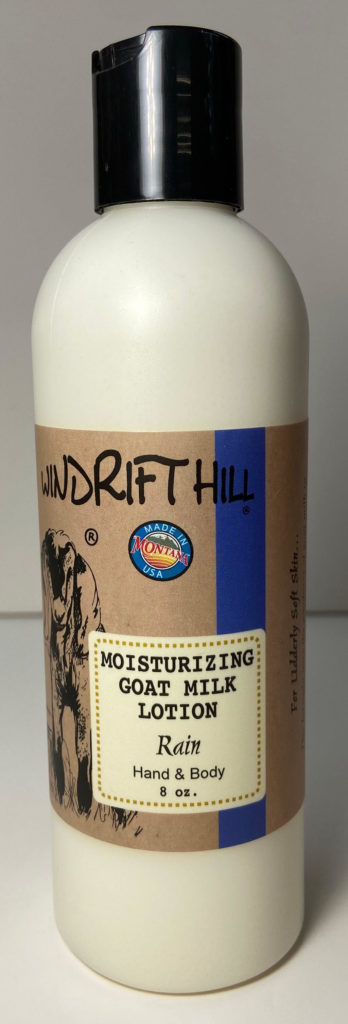 WINDRIFT HILL
®
®
MADE IN
MONTANA
USA
MOISTURIZING
GOAT MILK
LOTION
Rain
Hand & Body
8 oz.
For Udderly Soft Skin...